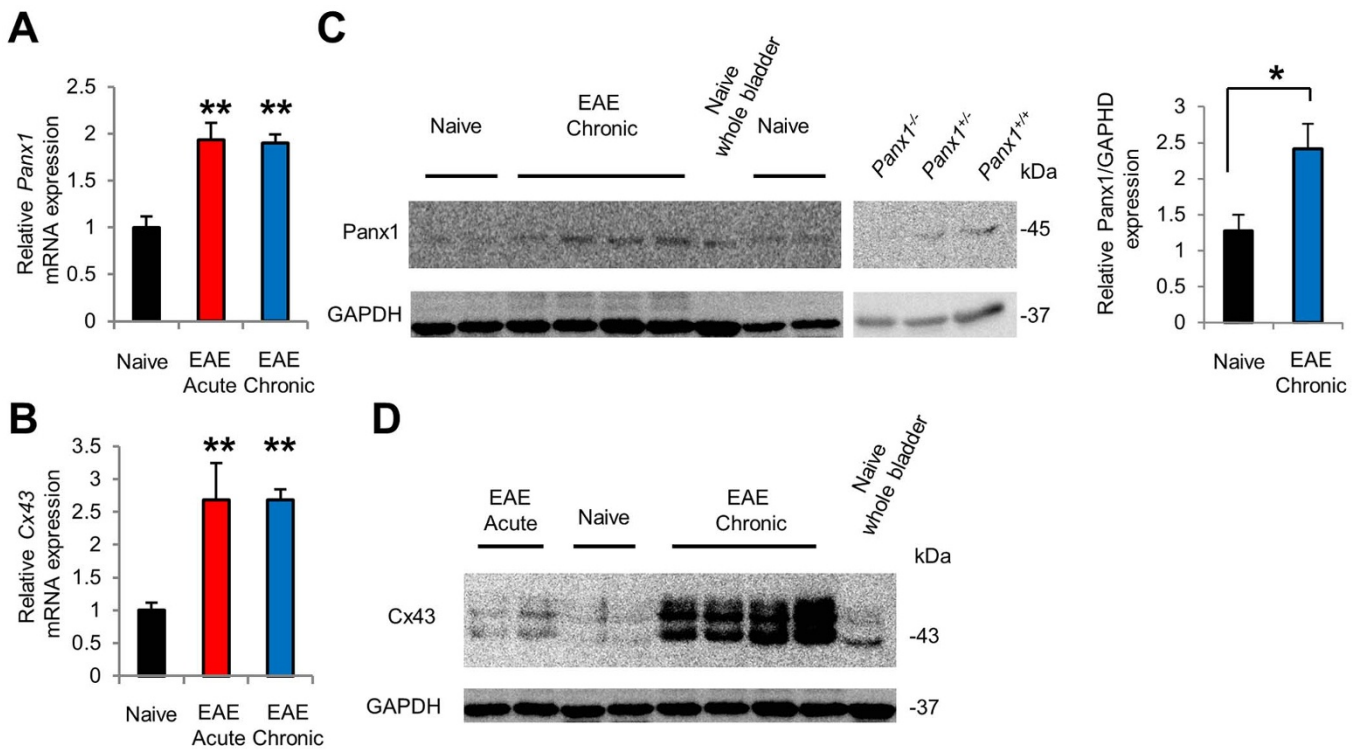 A
2.5
2
1.5
1
0.5
0
Relative Panx1
mRNA expression
**
**
Naive
EAE
Acute
EAE
Chronic
B
3.5
3
2.5
2
1.5
1
0.5
0
Relative Cx43
mRNA expression
**
**
Naive
EAE
Acute
EAE
Chronic
C
Naive
EAE
Chronic
Naive
whole bladder
Naive
Panx1-/-
Panx1+/-
Panx1+/+
kDa
Panx1
-45
GAPDH
-37
*
3
2.5
2
1.5
1
0.5
0
Relative Panx1/GAPHD
expression
Naive
EAE
Chronic
D
EAE
Acute
Naive
EAE
Chronic
Naive
whole bladder
kDa
Cx43
-43
GAPDH
-37